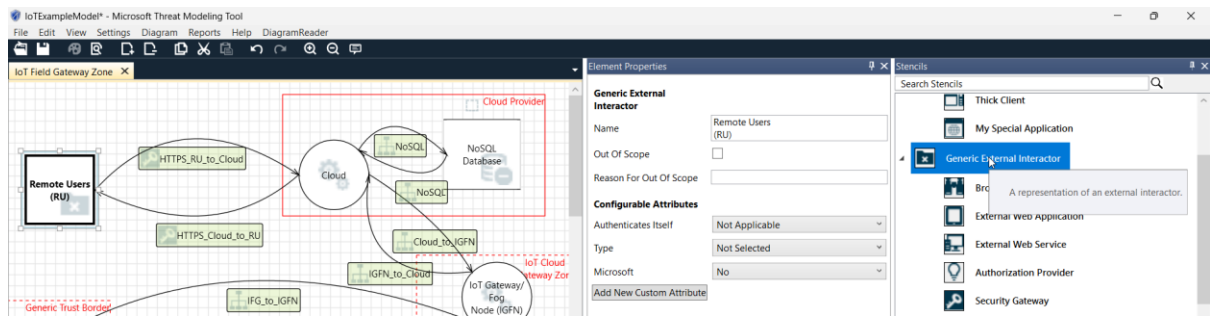 IoTExampleModel* - Microsoft Threat Modeling Tool
File Edit View Settings Diagram Reports Help DiagramReader
IoT Field Gateway Zone
Cloud Provider
NoSQL
NoSQL
Database
HTTPS_RU_to_Cloud
Cloud
Remote Users
(RU)
NoSQL
HTTPS_Cloud_to_RU
Cloud_to_IGFN
IoT Cloud
IGFN_to_Cloud
IoT Gateway/
Fog
Node (IGFN)
IFG_to_IGFN
Generic Trust Border
Element Properties
Generic External
Interactor
Name
Remote Users
(RU)
Out Of Scope
Reason For Out Of Scope
Configurable Attributes
Authenticates Itself Not Applicable
Type Not Selected
Microsoft No
Add New Custom Attribute
Stencils
Search Stencils
Thick Client
My Special Application
Generic External Interactor
Bro
A representation of an external interactor.
External Web Application
External Web Service
Authorization Provider
Security Gateway